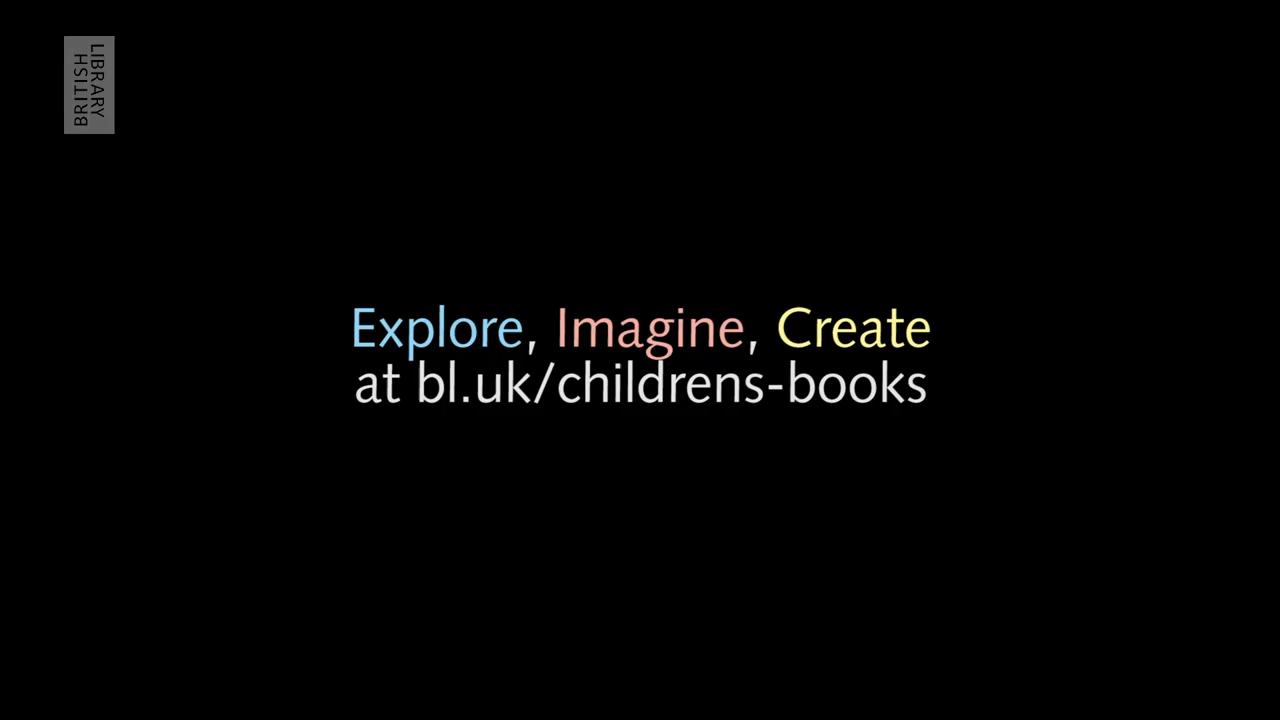 LIBRARY
BRITISH
Explore, Imagine, Create
at bl.uk/childrens-books